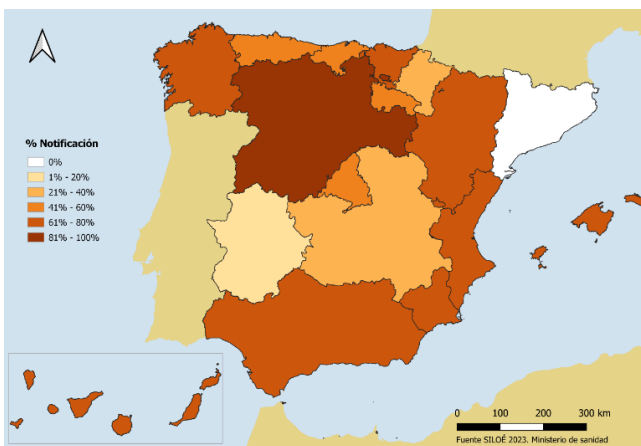 % Notificación
0%
1% - 20%
21% - 40%
41% - 60%
61% - 80%
81% - 100%
0 100 200 300 km
Fuente SILOÉ 2023. Ministerio de sanidad